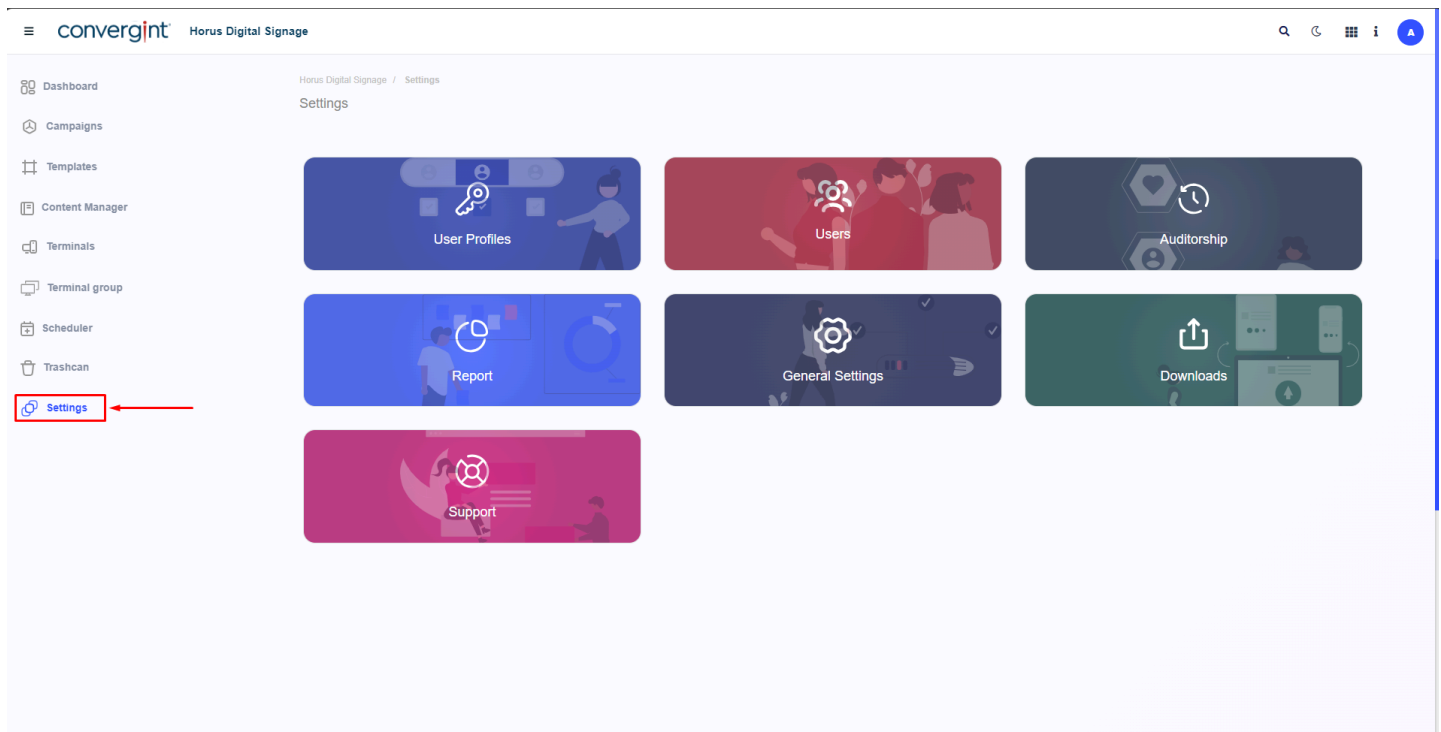 convergint Horus Digital Signage
A
Dashboard
Campaigns
Templates
Content Manager
Terminals
Terminal group
Scheduler
Trashcan
Settings
Horus Digital Signage / Settings
Settings
User Profiles
Users
Auditorship
Report
General Settings
Downloads
Support